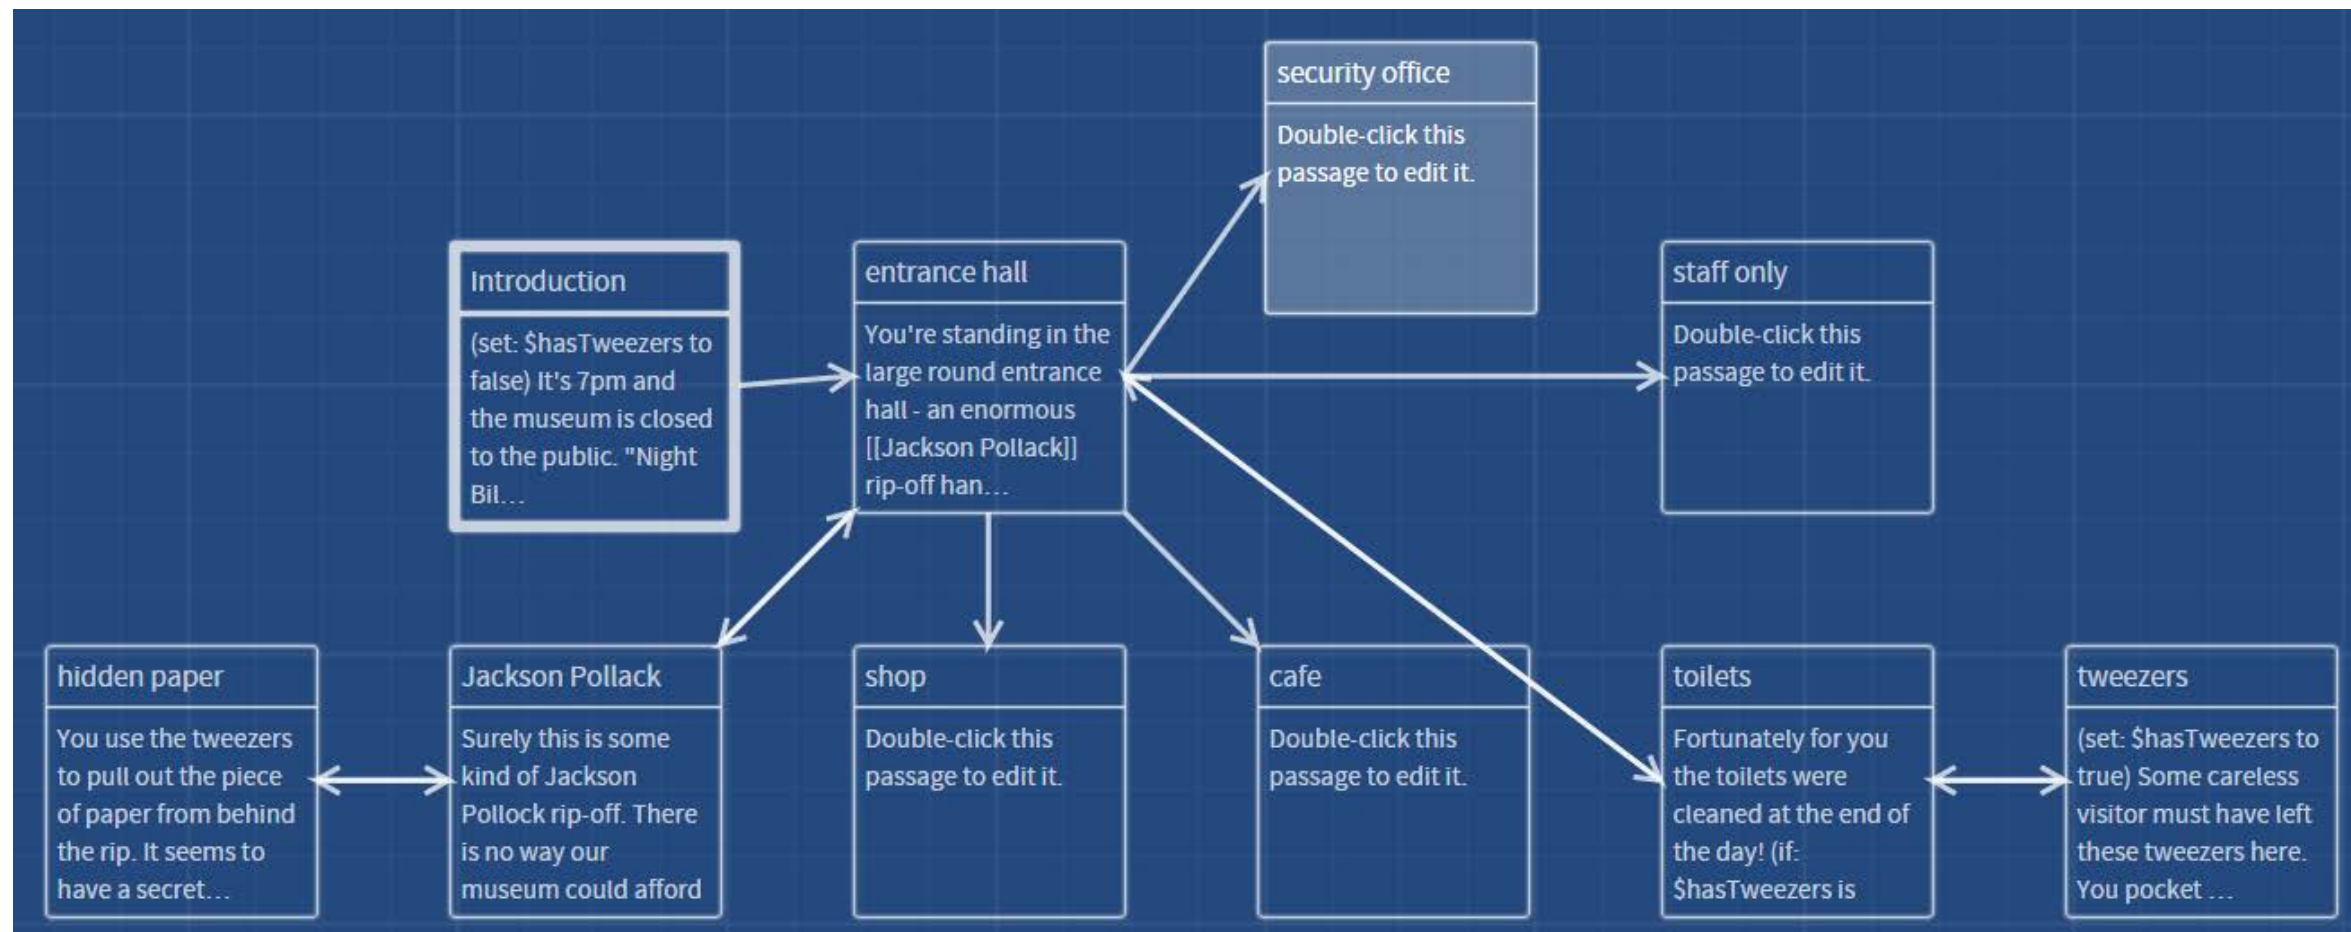 security office
Double-click this
passage to edit it.
Introduction
(set: $hasTweezers to
false) It's 7pm and
the museum is closed
to the public. "Night
Bil...
entrance hall
You're standing in the
large round entrance
hall - an enormous
[[Jackson Pollack]]
rip-off han...
staff only
Double-click this
passage to edit it.
hidden paper
You use the tweezers
to pull out the piece
of paper from behind
the rip. It seems to
have a secret...
Jackson Pollack
Surely this is some
kind of Jackson
Pollock rip-off. There
is no way our
museum could afford
shop
Double-click this
passage to edit it.
cafe
Double-click this
passage to edit it.
toilets
Fortunately for you
the toilets were
cleaned at the end of
the day! (if:
$hasTweezers is
tweezers
(set: $hasTweezers to
true) Some careless
visitor must have left
these tweezers here.
You pocket ...